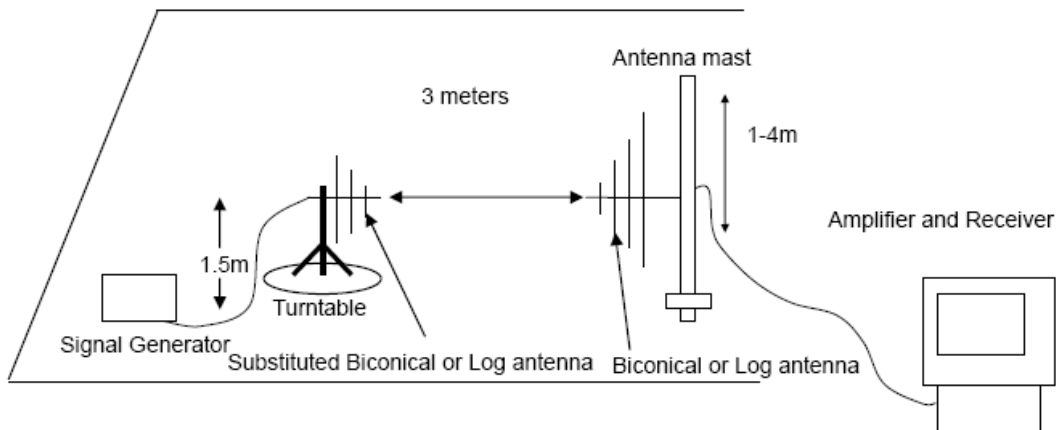 Antenna mast
3 meters
1-4m
Amplifier and Receiver
1.5m
Turntable
Signal Generator
Substituted Biconical or Log antenna
Biconical or Log antenna